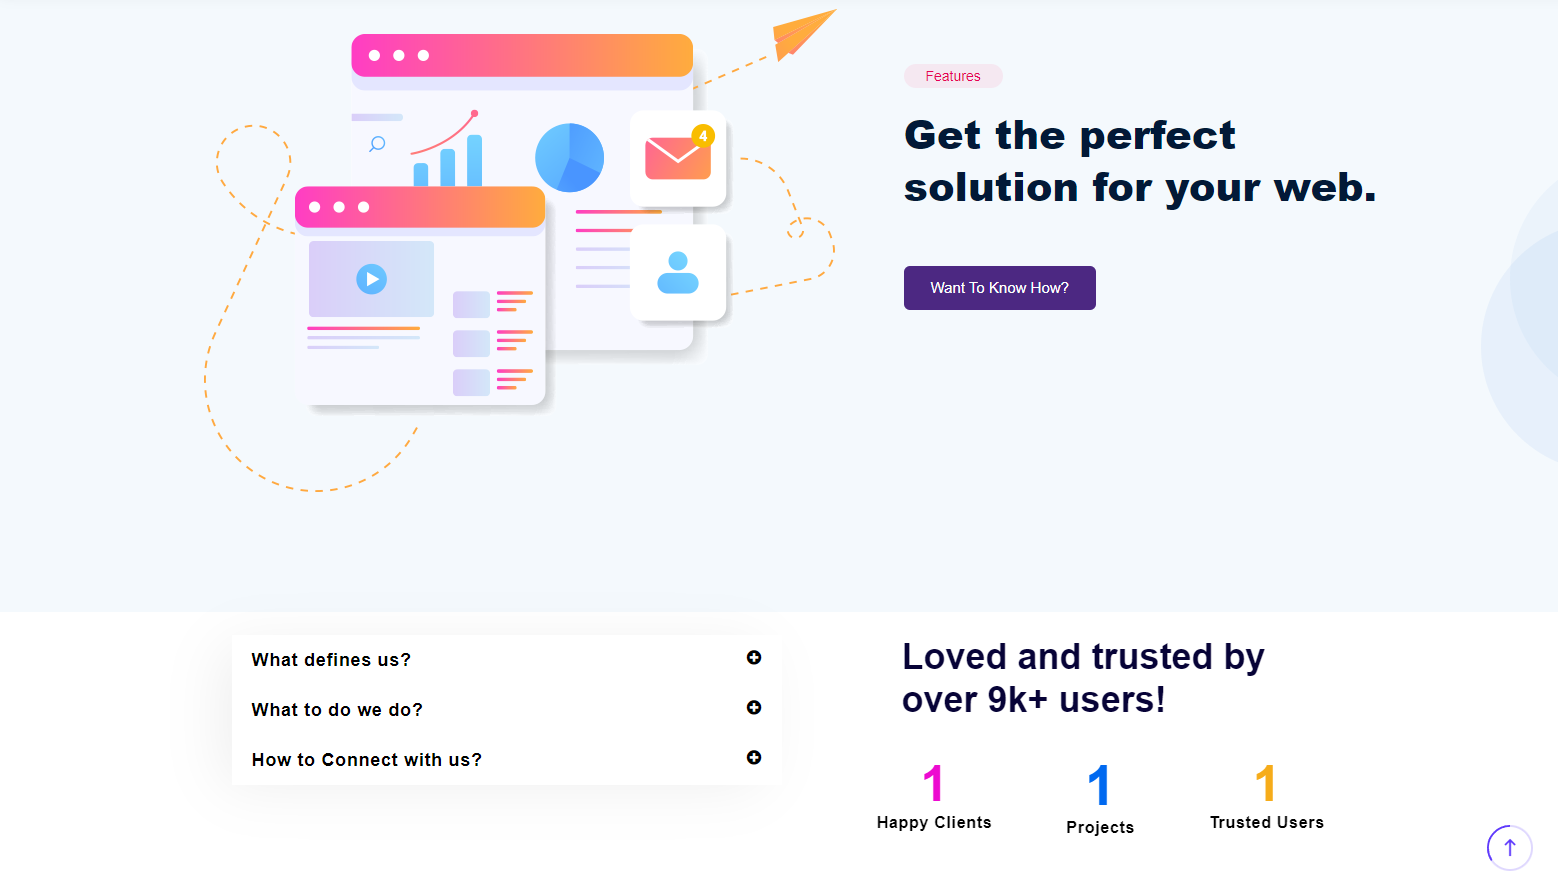 4
Features
Get the perfect
solution for your web.
Want To Know How?
What defines us?
What to do we do?
How to Connect with us?
Loved and trusted by
over 9k+ users!
1
Happy Clients
1
Projects
1
Trusted Users